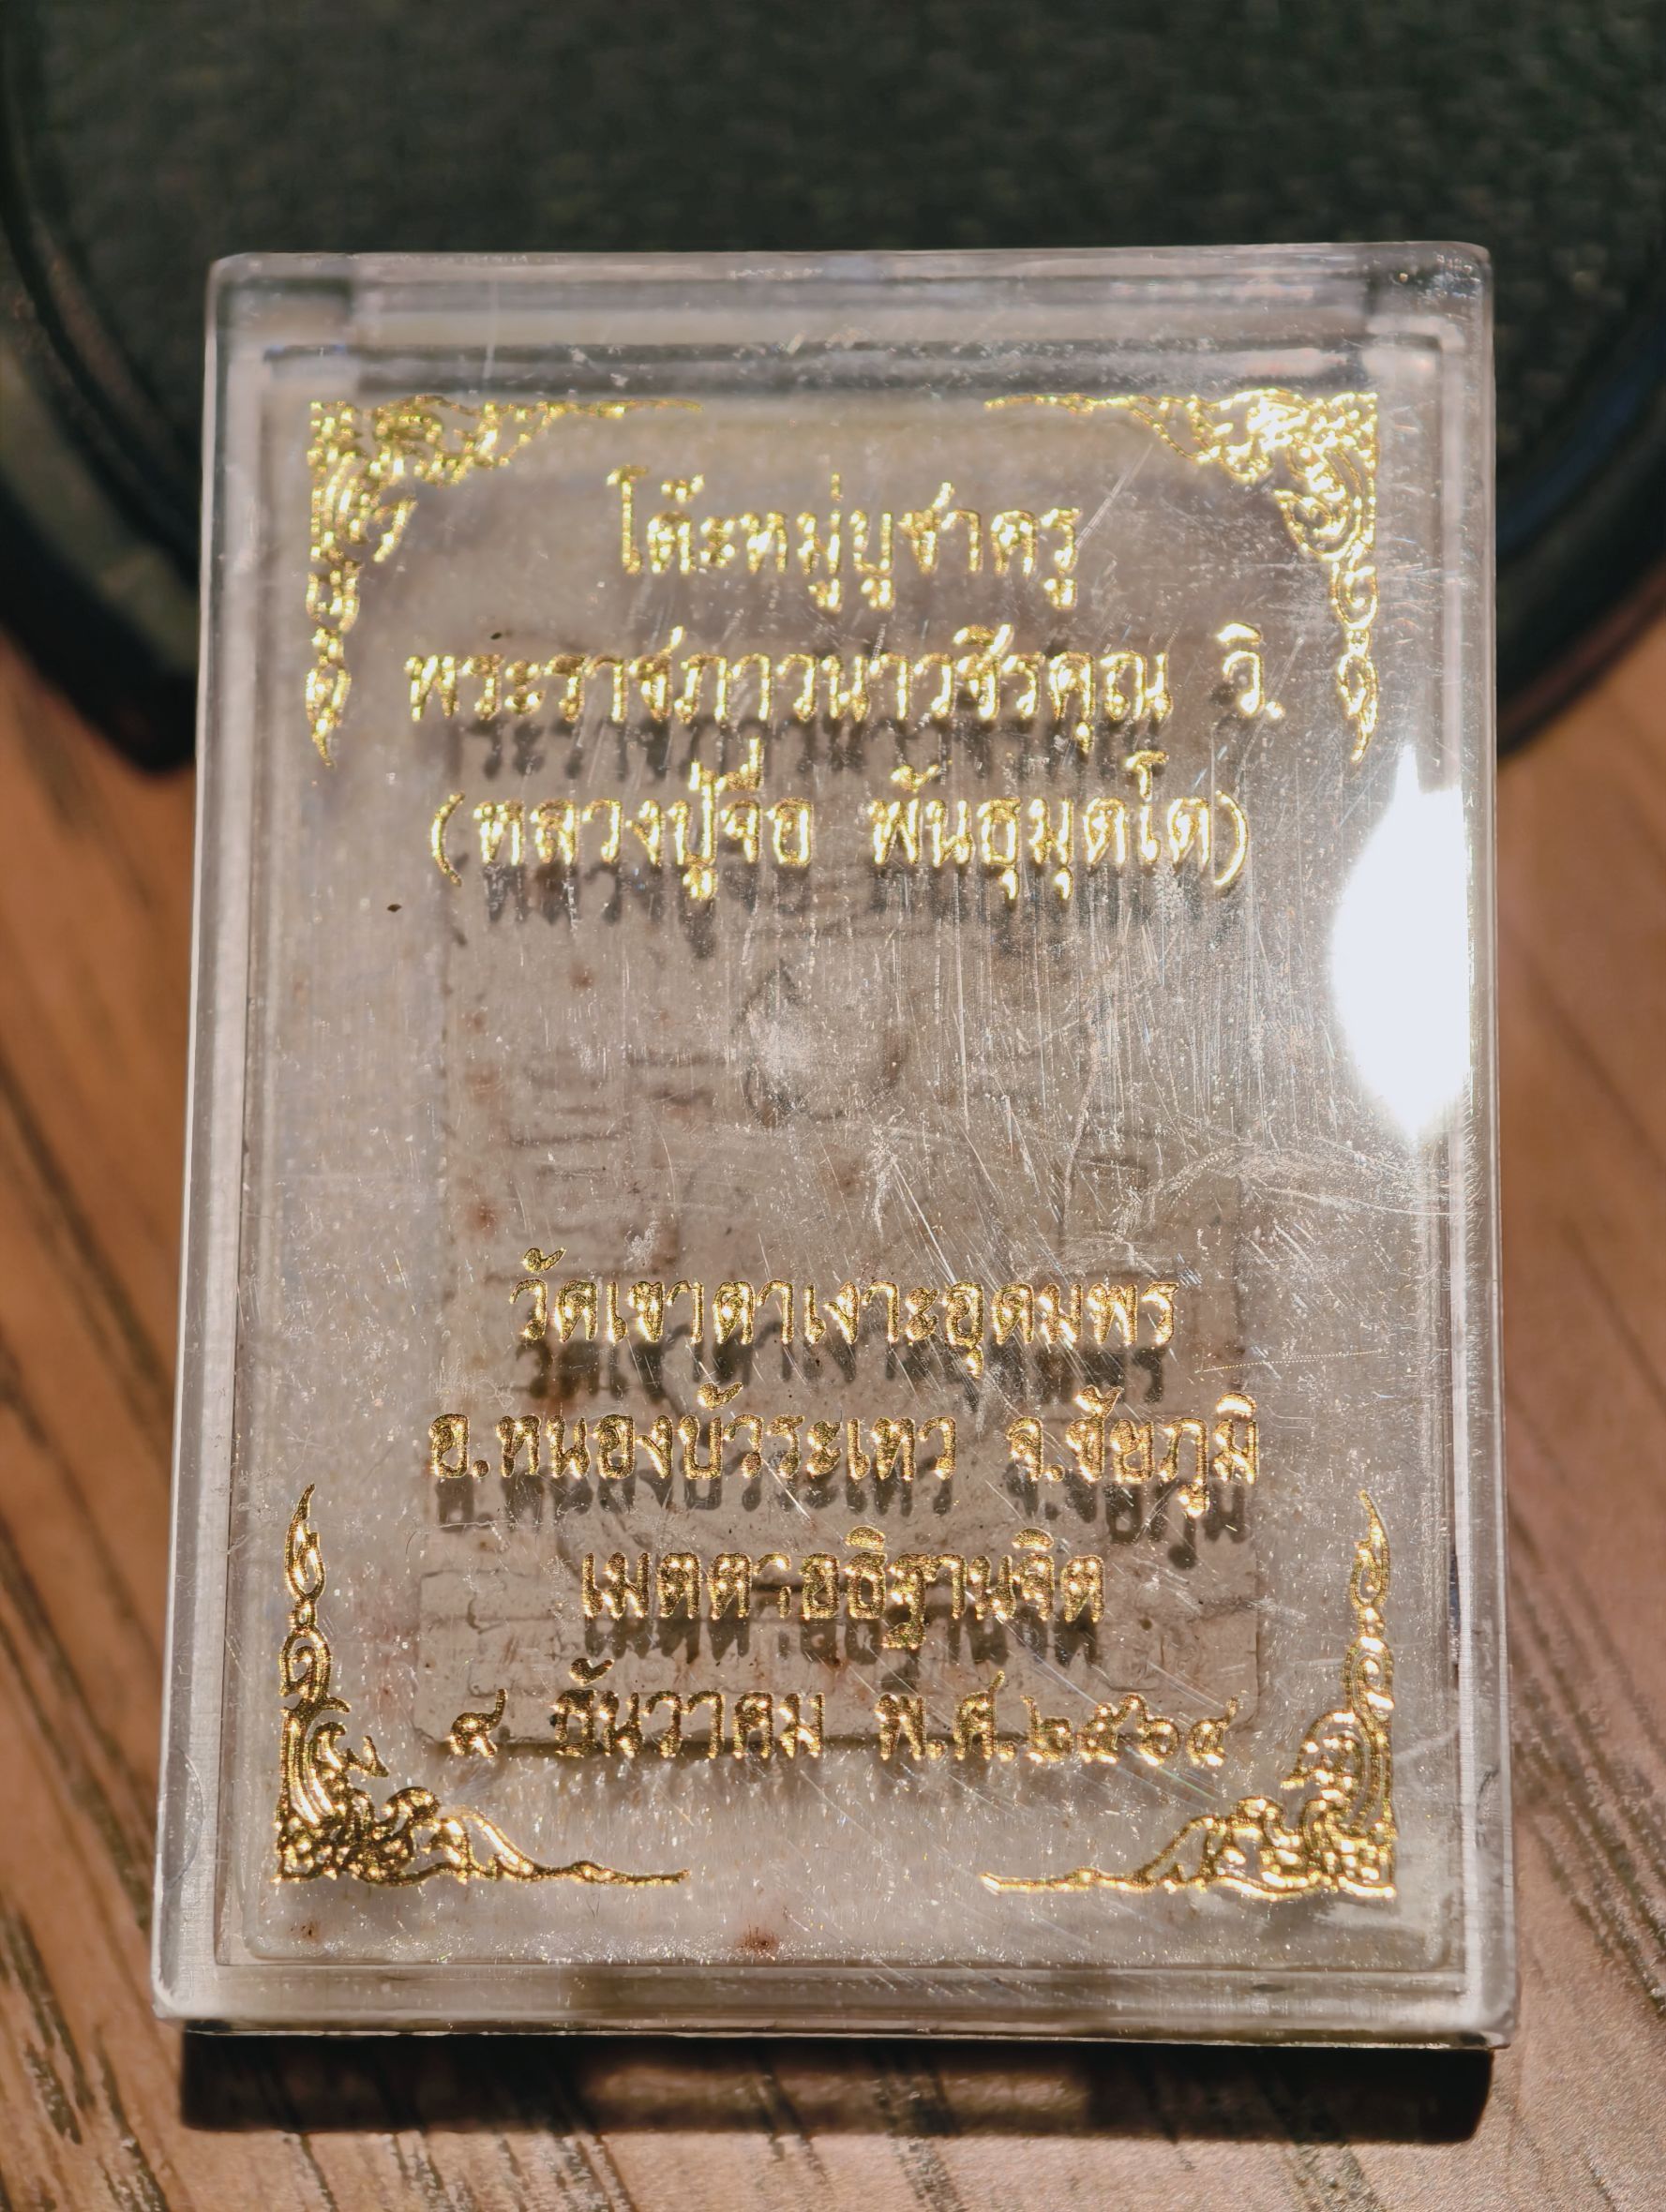 โต๊ะหมู่บูชาครู
พระราชภาวนาวชีรคุณ วิ.
(หลวงปู่จื่อ พันธุมุตโต)
วัดเขาตาเงาะอุดมพร
อ.หนองบัวระเหว จ.ชัยภูมิ
เมตตาอธิฐานจิต
๙ ธันวาคม พ.ศ.๒๕๖๔